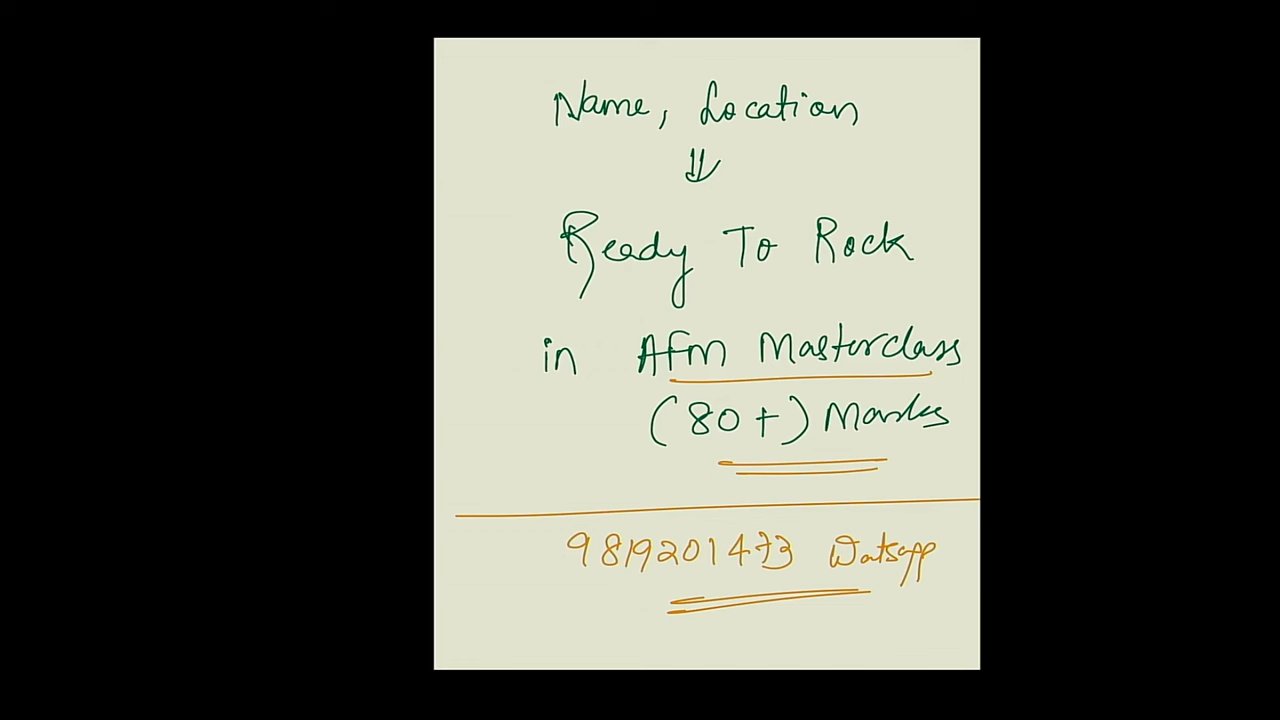 Name, Location
⇓
Ready To Rock
in AFM Masterclass
(80+) Marks
9819201473 Watsapp